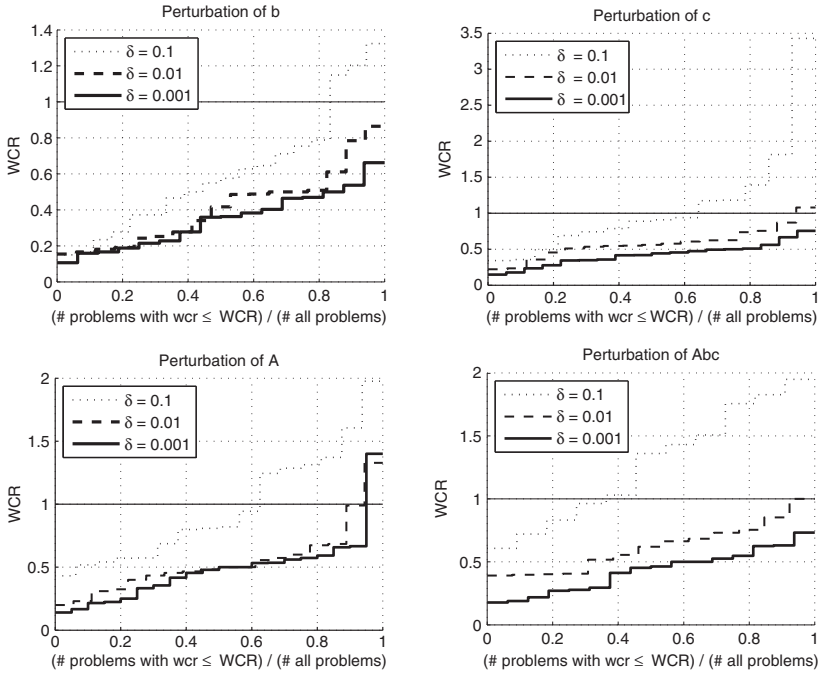 Perturbation of b
1.4
1.2
1
0.8
0.6
0.4
0.2
0
WCR
δ = 0.1
δ = 0.01
δ = 0.001
0 0.2 0.4 0.6 0.8 1
(# problems with wcr ≤ WCR) / (# all problems)
Perturbation of c
3.5
3
2.5
2
1.5
1
0.5
0
WCR
δ = 0.1
δ = 0.01
δ = 0.001
0 0.2 0.4 0.6 0.8 1
(# problems with wcr ≤ WCR) / (# all problems)
Perturbation of A
2
1.5
1
0.5
0
WCR
δ = 0.1
δ = 0.01
δ = 0.001
0 0.2 0.4 0.6 0.8 1
(# problems with wcr ≤ WCR) / (# all problems)
Perturbation of Abc
2
1.5
1
0.5
0
WCR
δ = 0.1
δ = 0.01
δ = 0.001
0 0.2 0.4 0.6 0.8 1
(# problems with wcr ≤ WCR) / (# all problems)